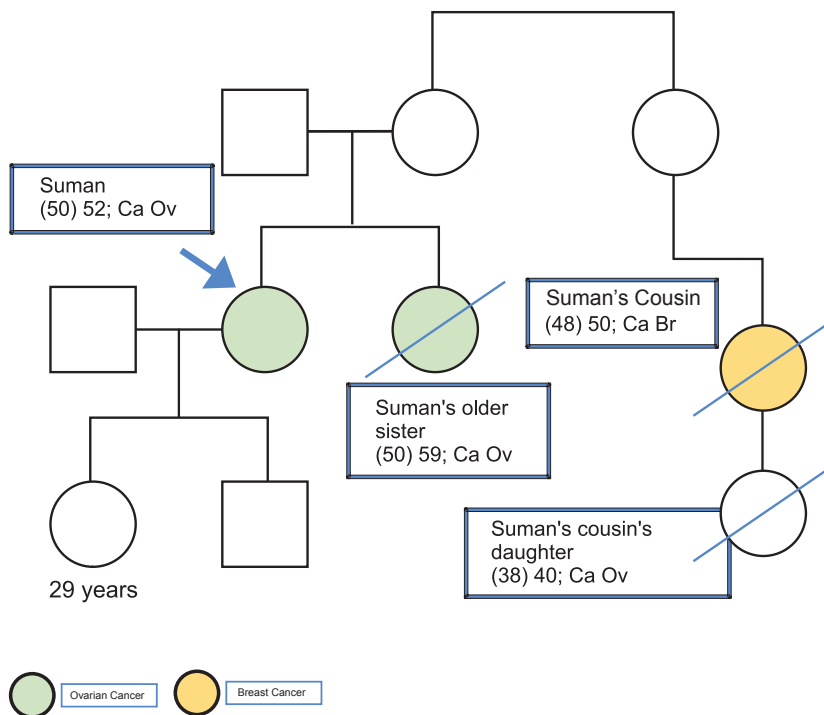 Suman
(50) 52; Ca Ov
Suman's Cousin
(48) 50; Ca Br
Suman's older
sister
(50) 59; Ca Ov
Suman's cousin's
daughter
(38) 40; Ca Ov
29 years
Ovarian Cancer
Breast Cancer